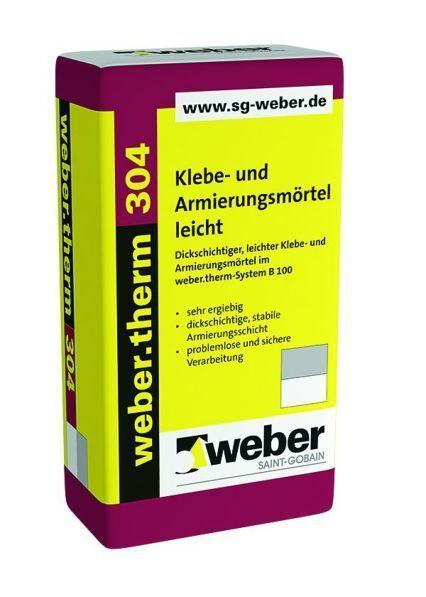 weber
www.sg-weber.de
weber.therm 304
weber.therm 304
Klebe- und
Armierungsmörtel
leicht
Dickschichtiger, leichter Klebe- und
Armierungsmörtel im
weber.therm-System B 100
• sehr ergiebig
• dickschichtige, stabile
Armierungsschicht
• problemlose und sichere
Verarbeitung
weber
SAINT-GOBAIN